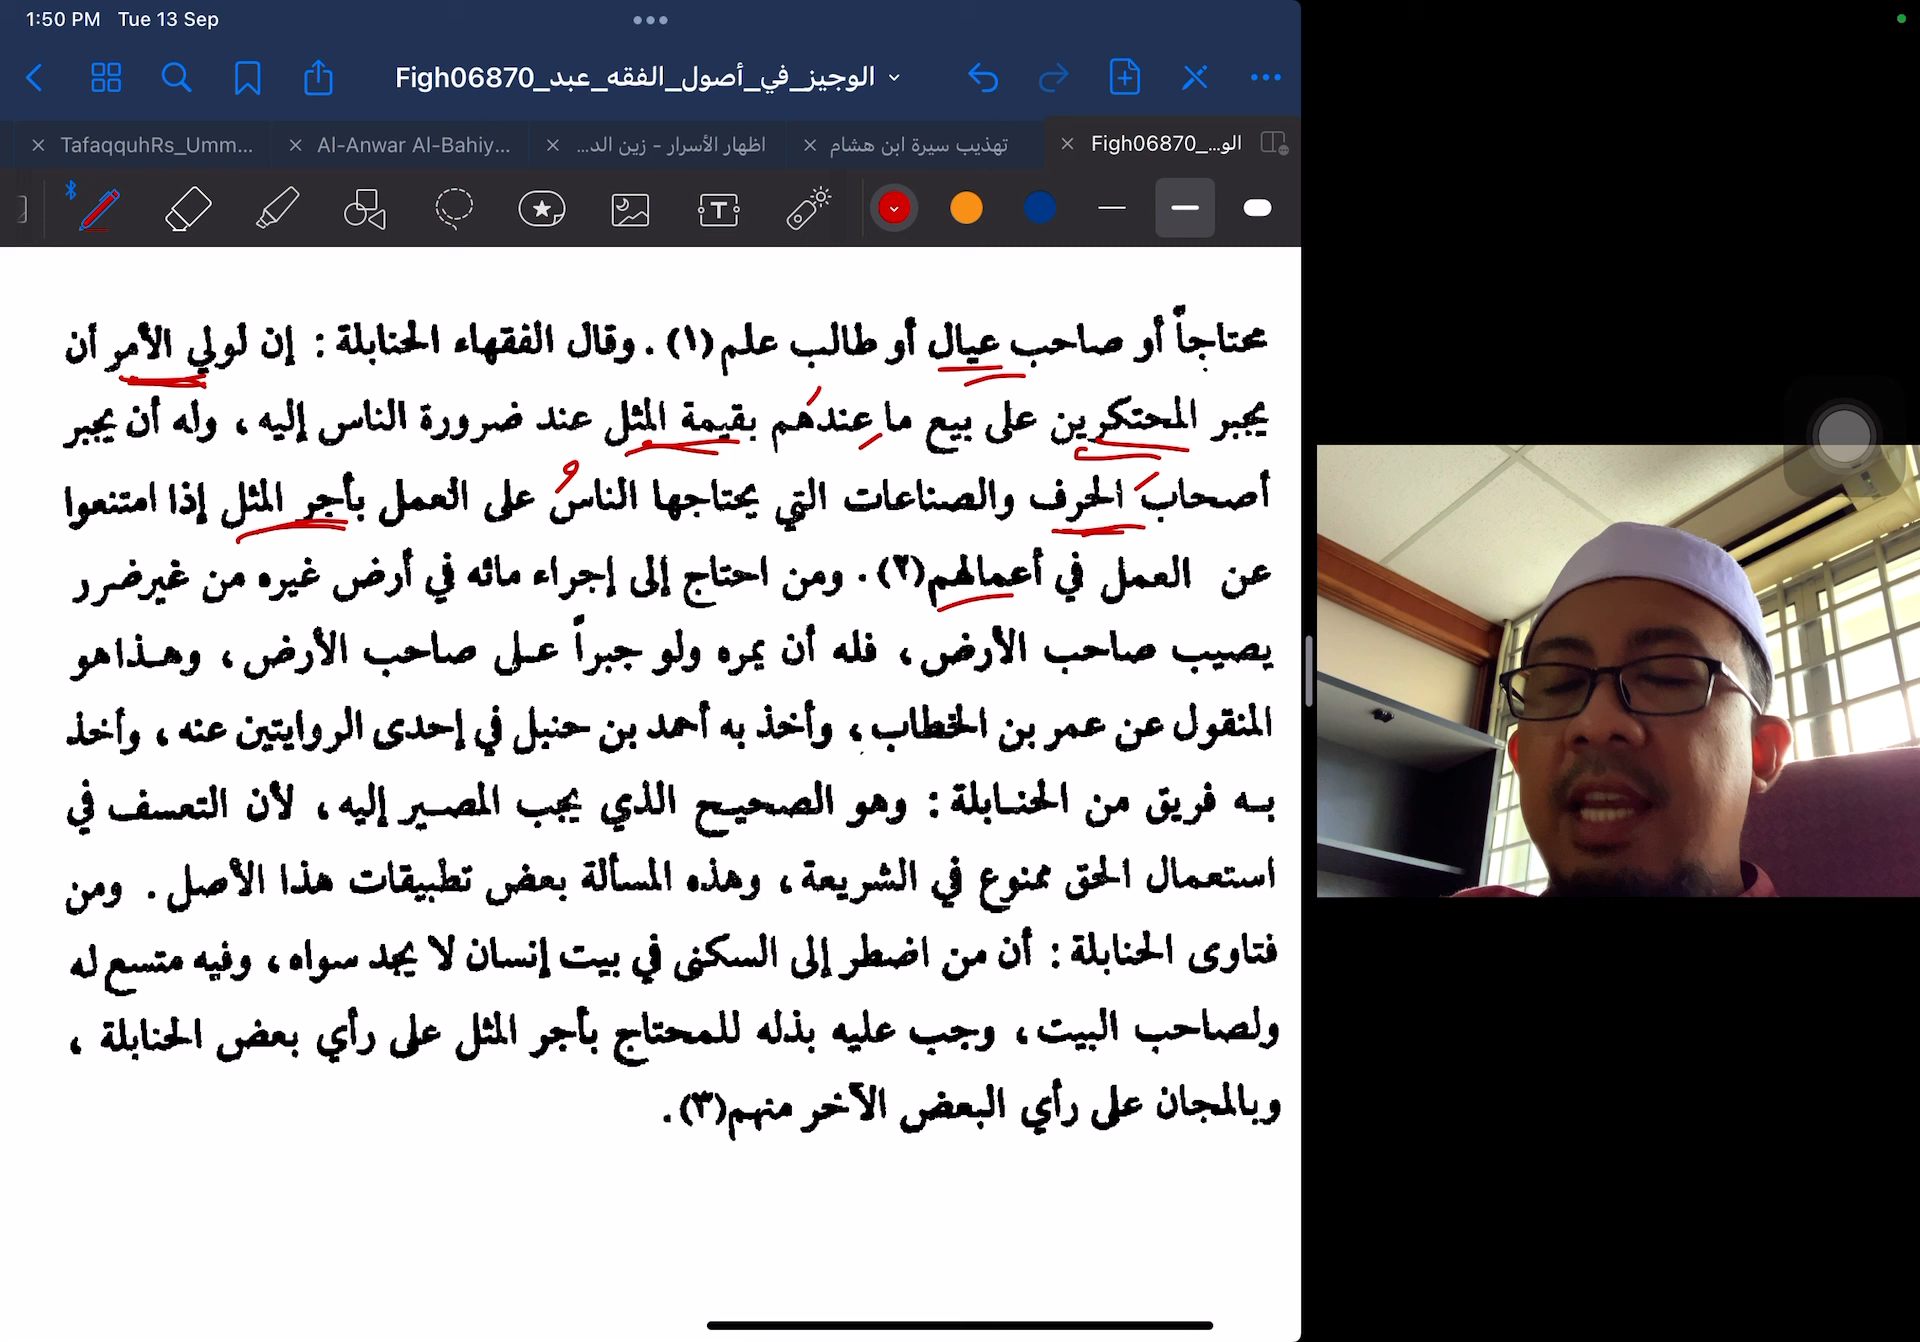 1:50 PM Tue 13 Sep
Figh06870_الوجيز_في_أصول_الفقه_عبد
TafaqquhRs_Umm...
Al-Anwar Al-Bahiy...
اظهار الأسرار - زين الد...
تهذيب سيرة ابن هشام
Figh06870_...الو
T
محتاجاً أو صاحب عيال أو طالب علم(١) . وقال الفقهاء الحنابلة : إن لولي الأمر أن
يجبر المحتكرين على بيع ما عندهم بقيمة المثل عند ضرورة الناس إليه ، وله أن يجبر
أصحابَ الحرف والصناعات التي يحتاجها الناسُ على العمل بأجر المثل إذا امتنعوا
عن العمل في أعمالهم(٢) . ومن احتاج إلى إجراء مائه في أرض غيره من غير ضرر
يصيب صاحب الأرض ، فله أن يمره ولو جبراً على صاحب الأرض ، وهذا هو
المنقول عن عمر بن الخطاب ، وأخذ به أحمد بن حنبل في إحدى الروايتين عنه ، وأخذ
به فريق من الحنابلة : وهو الصحيح الذي يجب المصير إليه ، لأن التعسف في
استعمال الحق ممنوع في الشريعة ، وهذه المسألة بعض تطبيقات هذا الأصل . ومن
فتاوى الحنابلة : أن من اضطر إلى السكنى في بيت إنسان لا يجد سواه ، وفيه متسع له
ولصاحب البيت ، وجب عليه بذله للمحتاج بأجر المثل على رأي بعض الحنابلة ،
وبالمجان على رأي البعض الآخر منهم(٣) .